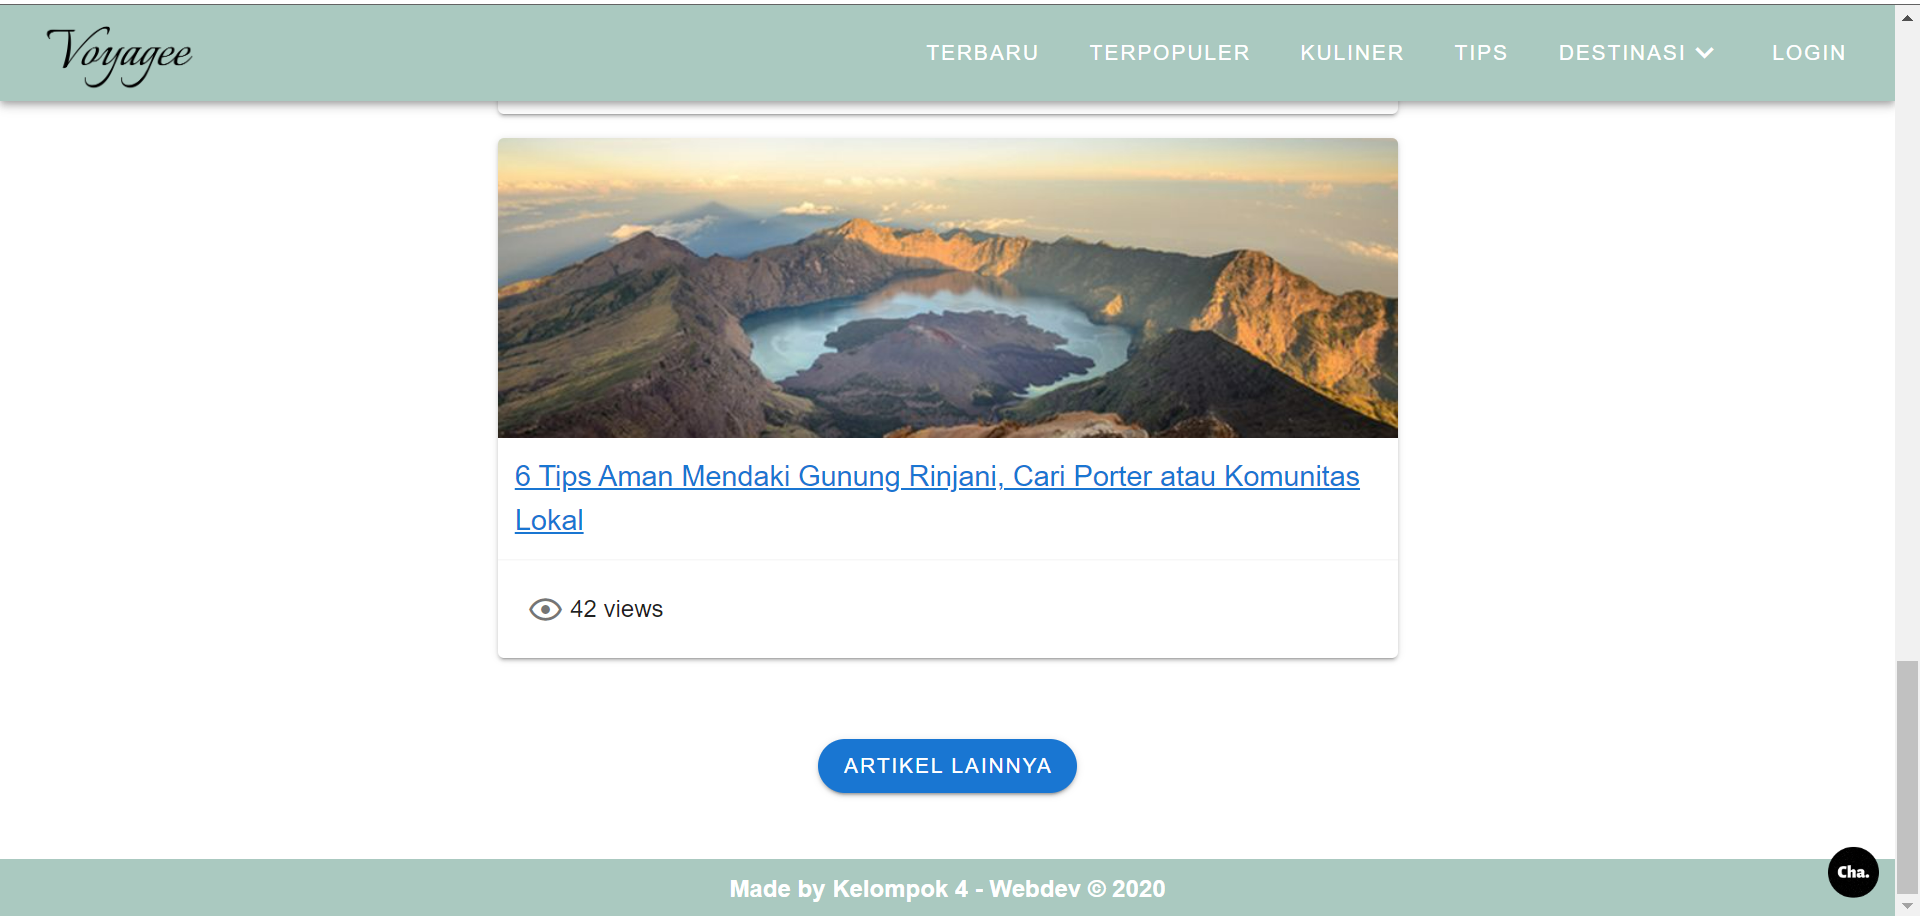 Voyagee
TERBARU TERPOPULER KULINER TIPS DESTINASI LOGIN
6 Tips Aman Mendaki Gunung Rinjani, Cari Porter atau Komunitas
Lokal
42 views
ARTIKEL LAINNYA
Made by Kelompok 4 - Webdev © 2020
Cha.